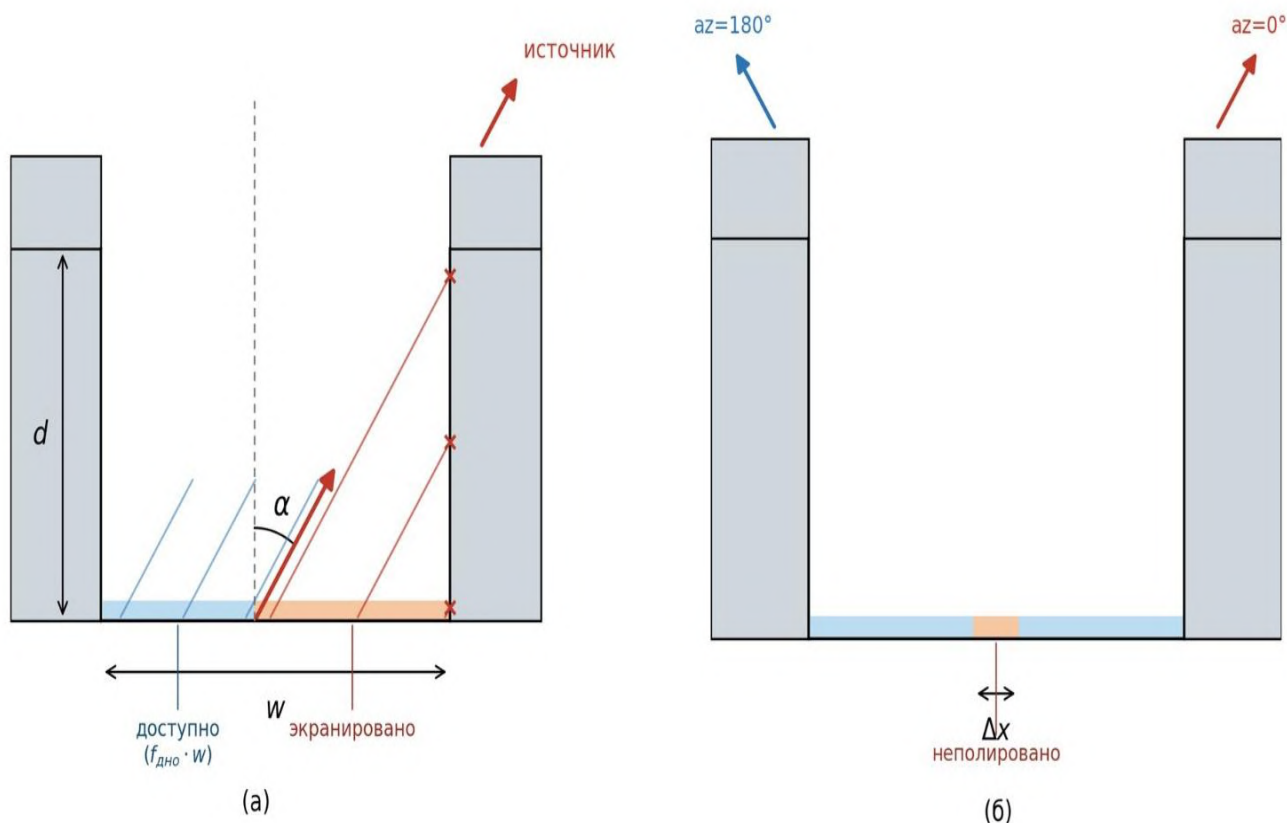 источник
d
α
w
доступно
(fдно · w)
экранировано
(а)
az=180°
az=0°
Δx
неполировано
(б)